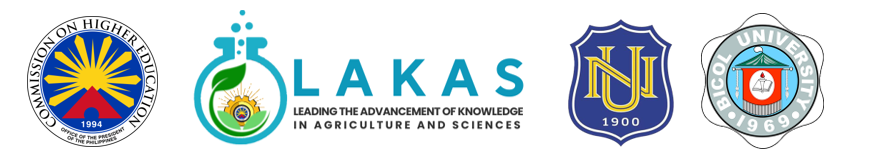 COMMISSION ON HIGHER EDUCATION
1994
OFFICE OF THE PRESIDENT
OF THE PHILIPPINES
LAKAS
LEADING THE ADVANCEMENT OF KNOWLEDGE
IN AGRICULTURE AND SCIENCES
NU
1900
BICOL UNIVERSITY
•1969•